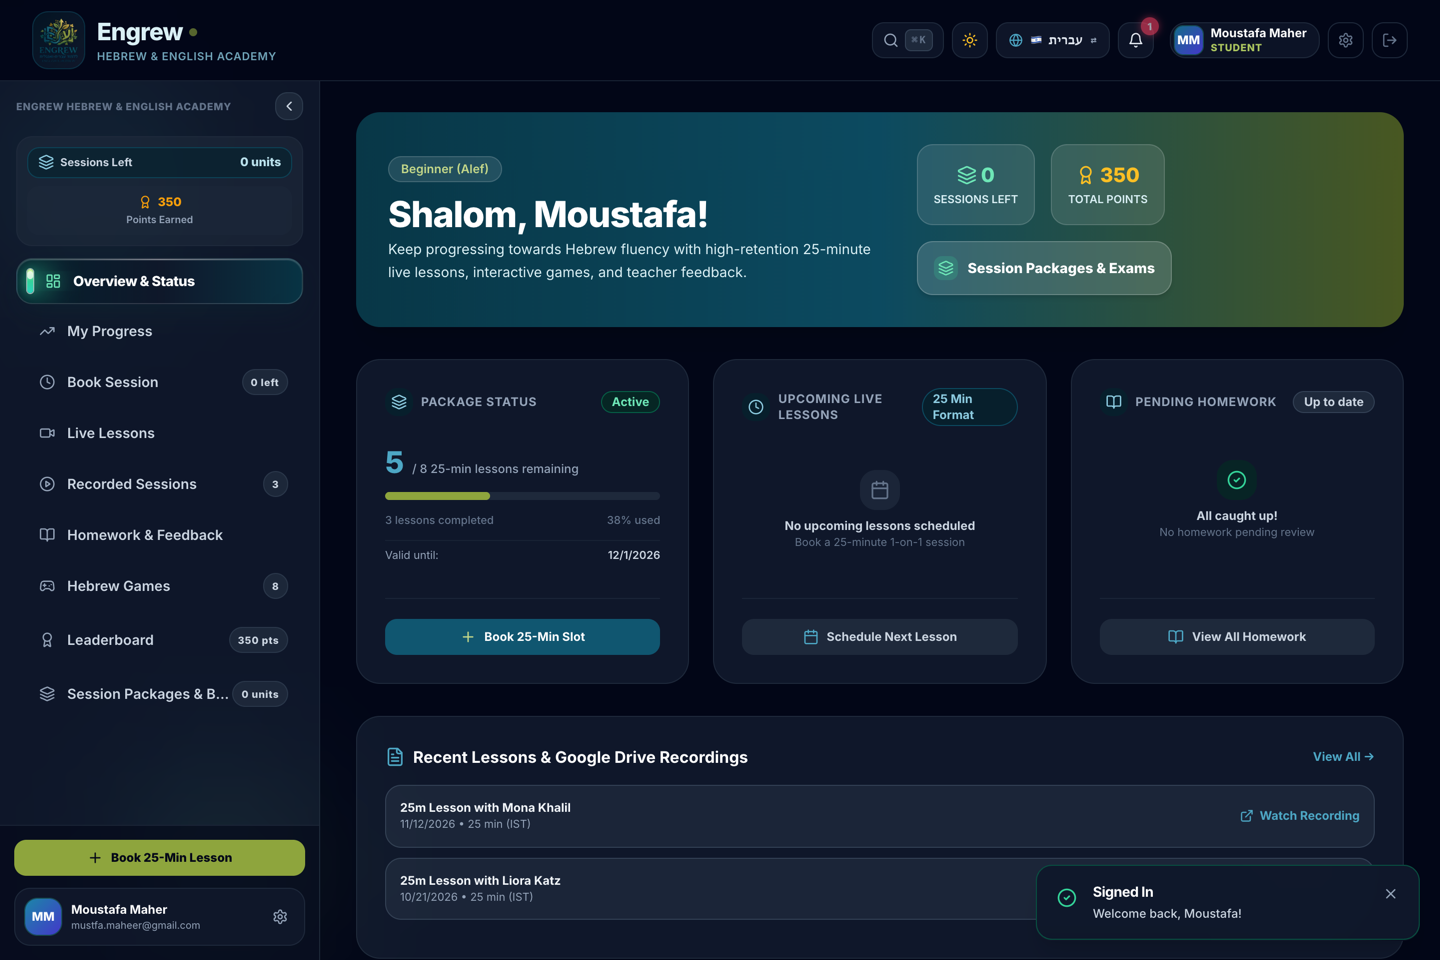 Engrew
HEBREW & ENGLISH ACADEMY
⌘K
עברית ⇄
1
MM
Moustafa Maher
STUDENT
ENGREW HEBREW & ENGLISH ACADEMY
Sessions Left
0 units
350
Points Earned
Overview & Status
My Progress
Book Session
0 left
Live Lessons
Recorded Sessions
3
Homework & Feedback
Hebrew Games
8
Leaderboard
350 pts
Session Packages & B...
0 units
+ Book 25-Min Lesson
MM
Moustafa Maher
mustfa.maheer@gmail.com
Beginner (Alef)
Shalom, Moustafa!
Keep progressing towards Hebrew fluency with high-retention 25-minute
live lessons, interactive games, and teacher feedback.
0
SESSIONS LEFT
350
TOTAL POINTS
Session Packages & Exams
PACKAGE STATUS
Active
5 / 8 25-min lessons remaining
3 lessons completed
38% used
Valid until:
12/1/2026
+ Book 25-Min Slot
UPCOMING LIVE
LESSONS
25 Min
Format
No upcoming lessons scheduled
Book a 25-minute 1-on-1 session
Schedule Next Lesson
PENDING HOMEWORK
Up to date
All caught up!
No homework pending review
View All Homework
Recent Lessons & Google Drive Recordings
View All →
25m Lesson with Mona Khalil
11/12/2026 • 25 min (IST)
Watch Recording
25m Lesson with Liora Katz
10/21/2026 • 25 min (IST)
Signed In
Welcome back, Moustafa!